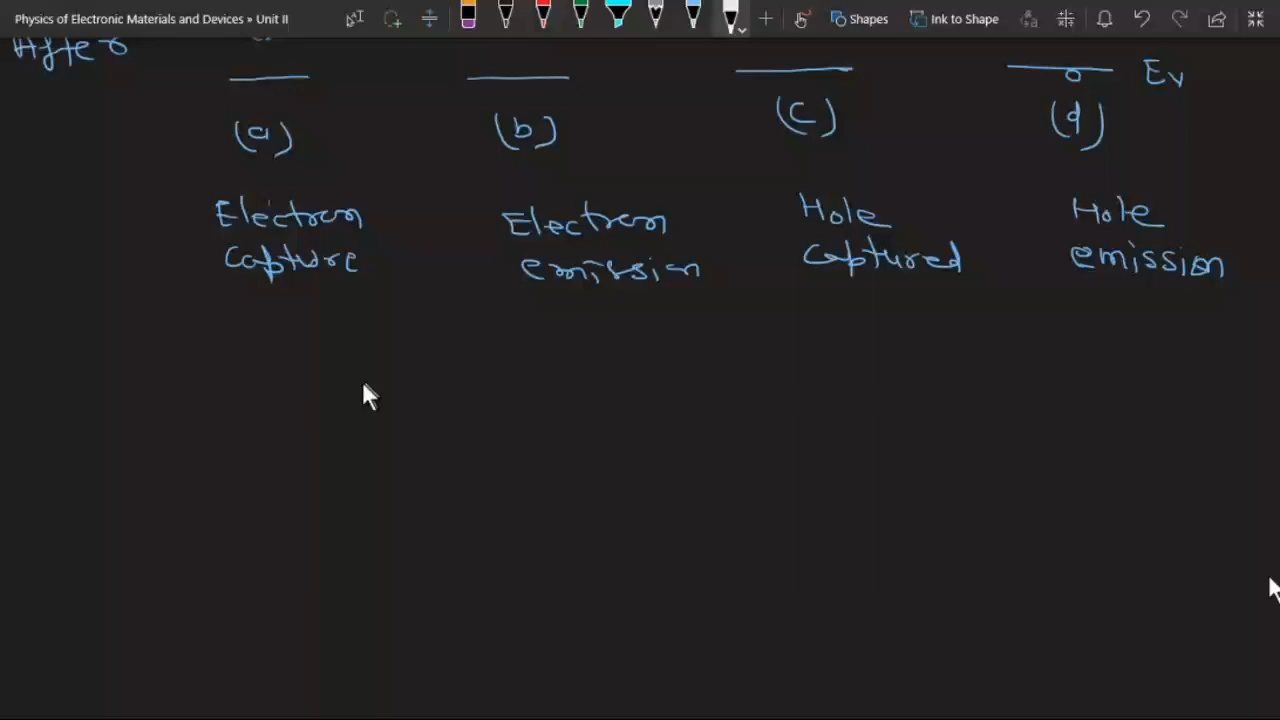 Physics of Electronic Materials and Devices » Unit II
Shapes
Ink to Shape
After
Ev
(a) (b) (c) (d)
Electron Electron Hole Hole
capture emission captured emission